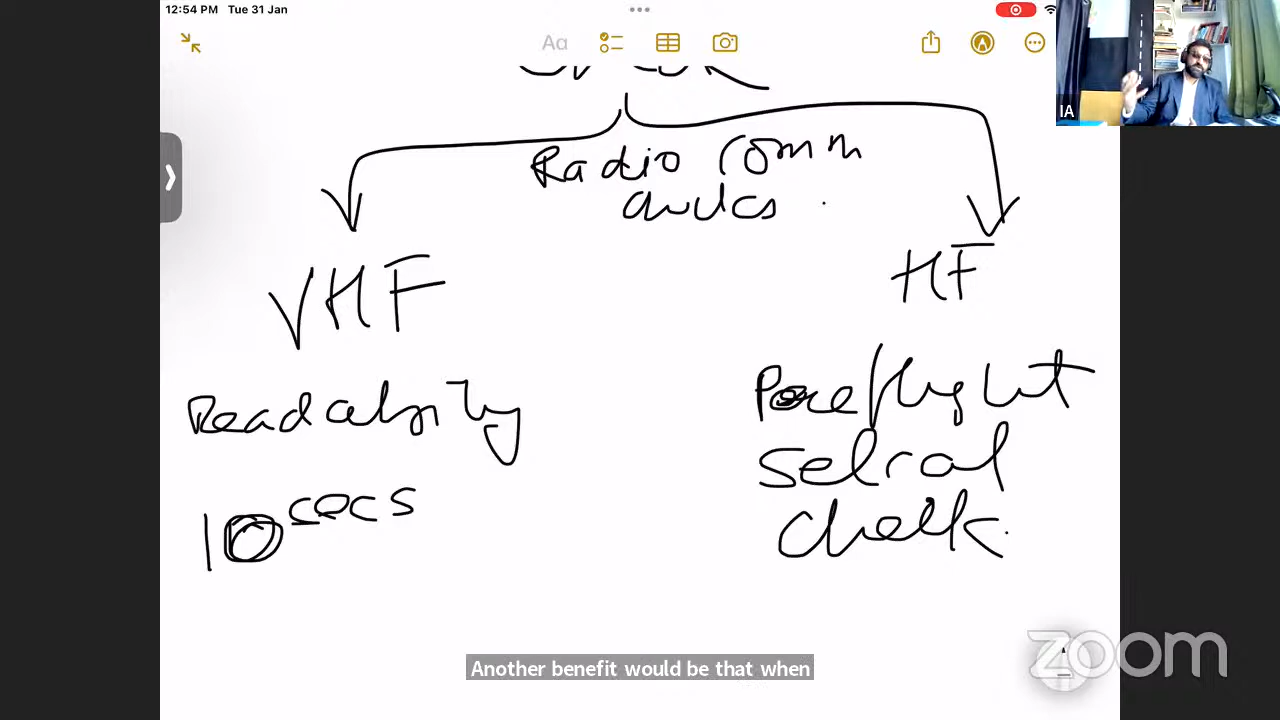 12:54 PM Tue 31 Jan
Aa
IA
Radio Comm
checks
VHF
HF
Readability
10 secs
Preflight
selcal
check.
Another benefit would be that when
zoom